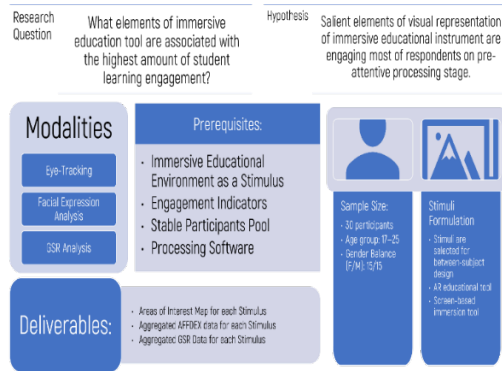 Research
Question
What elements of immersive
education tool are associated with
the highest amount of student
learning engagement?
Hypothesis
Salient elements of visual representation
of immersive educational instrument are
engaging most of respondents on pre-
attentive processing stage.
Modalities
Eye-Tracking
Facial Expression
Analysis
GSR Analysis
Prerequisites:
• Immersive Educational
Environment as a Stimulus
• Engagement Indicators
• Stable Participants Pool
• Processing Software
Sample Size:
• 30 participants
• Age group: 17-25
• Gender Balance
(F/M): 15/15
Stimuli
Formulation
• Stimuli are
selected for
between-subject
design
• AR educational tool
• Screen-based
immersion tool
Deliverables:
• Areas of Interest Map for each Stimulus
• Aggregated AFFDEX data for each Stimulus
• Aggregated GSR Data for each Stimulus